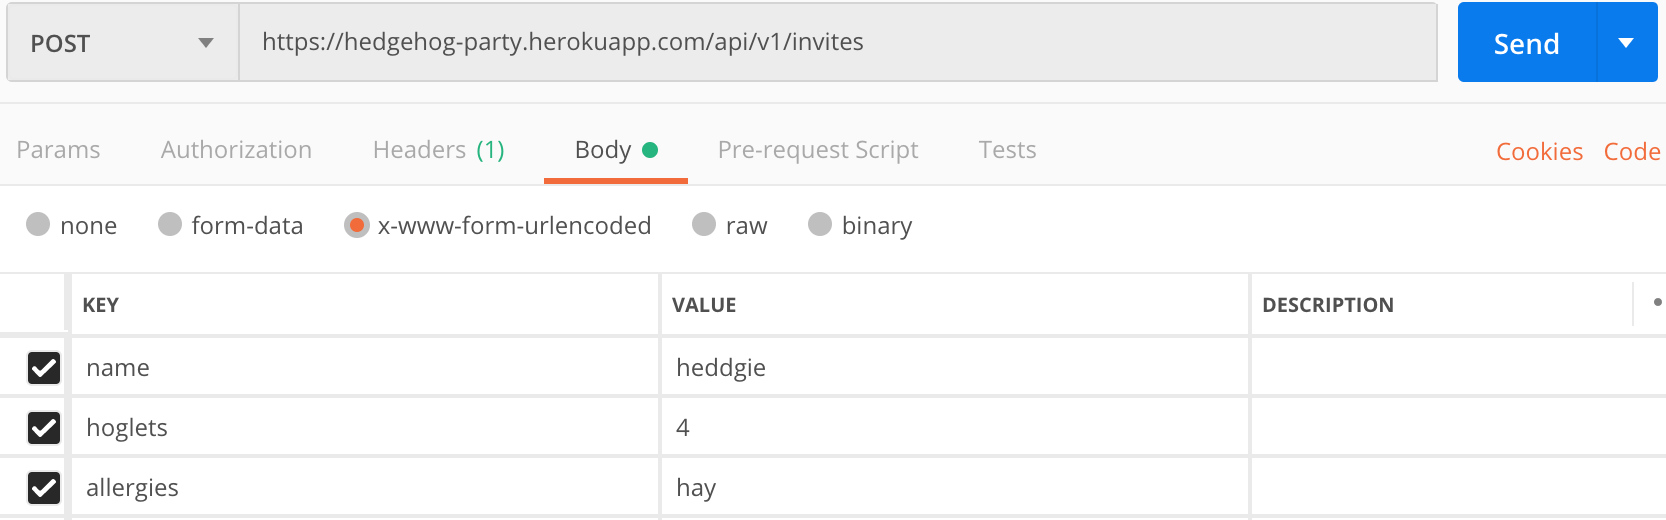 POST https://hedgehog-party.herokuapp.com/api/v1/invites Send
Params Authorization Headers (1) Body Pre-request Script Tests Cookies Code
none form-data x-www-form-urlencoded raw binary
KEY VALUE DESCRIPTION
name heddgie
hoglets 4
allergies hay